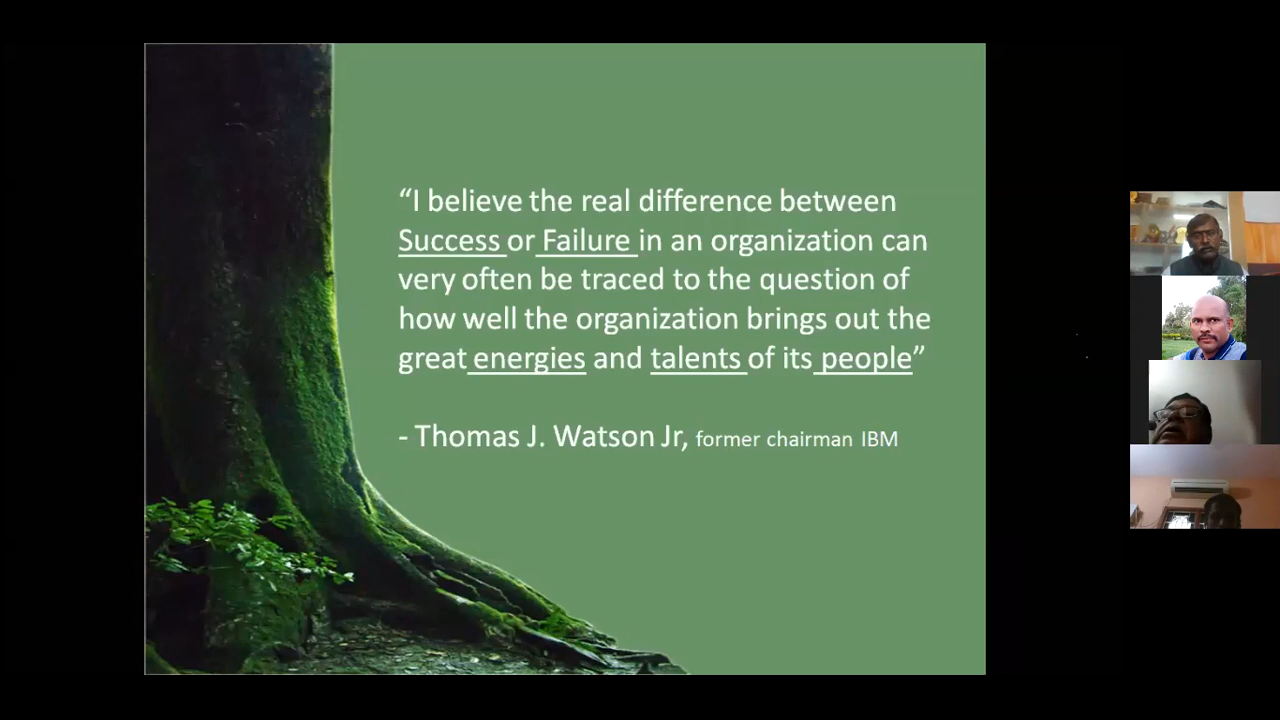 “I believe the real difference between
Success or Failure in an organization can
very often be traced to the question of
how well the organization brings out the
great energies and talents of its people”
- Thomas J. Watson Jr, former chairman IBM